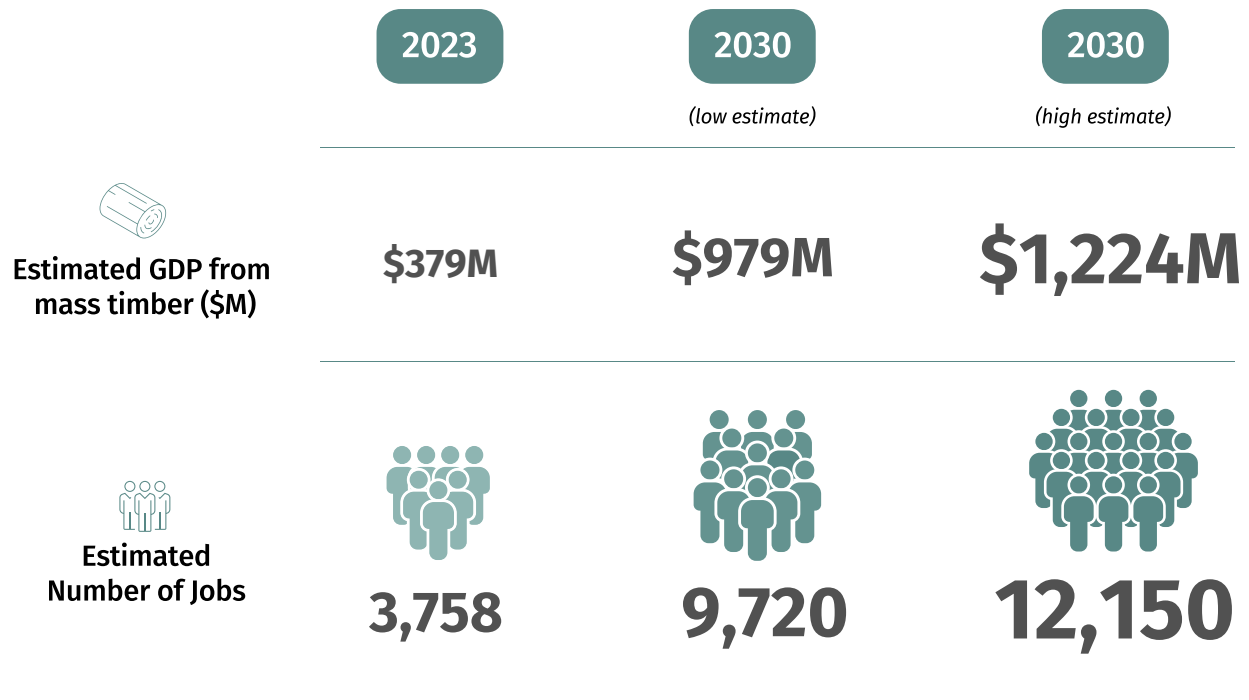 2023
2030
2030
(low estimate)
(high estimate)
Estimated GDP from
mass timber ($M)
$379M
$979M
$1,224M
Estimated
Number of Jobs
3,758
9,720
12,150